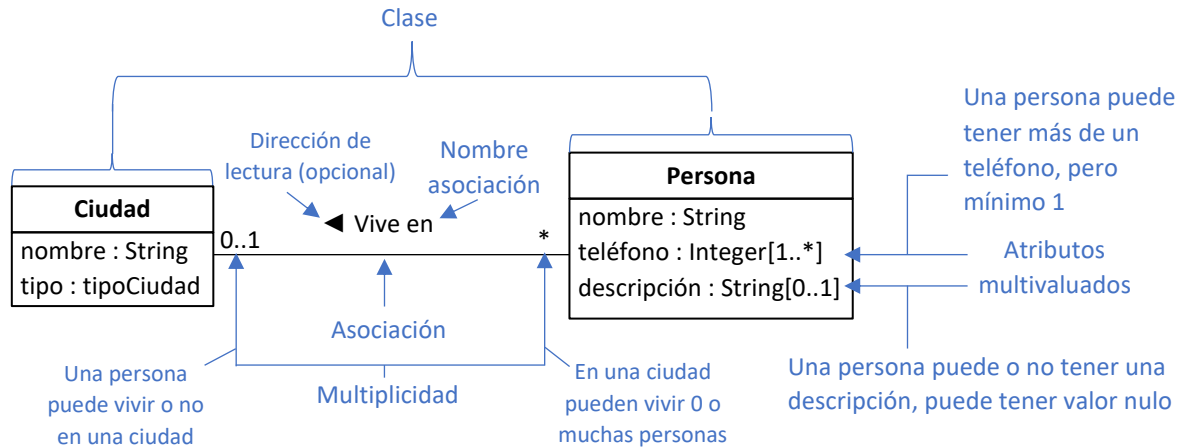 Clase
Una persona puede
tener más de un
teléfono, pero
mínimo 1
Dirección de
lectura (opcional)
Nombre
asociación
Ciudad
nombre : String
tipo : tipoCiudad
0..1
◀ Vive en
*
Persona
nombre : String
teléfono : Integer[1..*]
descripción : String[0..1]
Atributos
multivaluados
Asociación
Multiplicidad
Una persona
puede vivir o no
en una ciudad
En una ciudad
pueden vivir 0 o
muchas personas
Una persona puede o no tener una
descripción, puede tener valor nulo